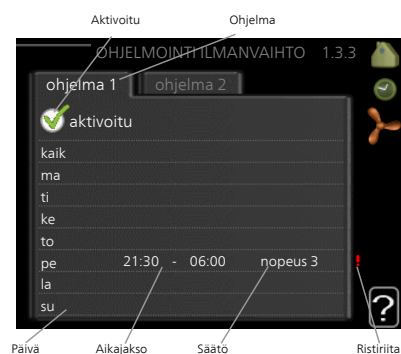 Aktivoitu Ohjelma
OHJELMOINTI ILMANVAIHTO 1.3.3
ohjelma 1 ohjelma 2
aktivoitu
kaik
ma
ti
ke
to
pe 21:30 - 06:00 nopeus 3 !
la
su
?
Päivä Aikajakso Säätö Ristiriita